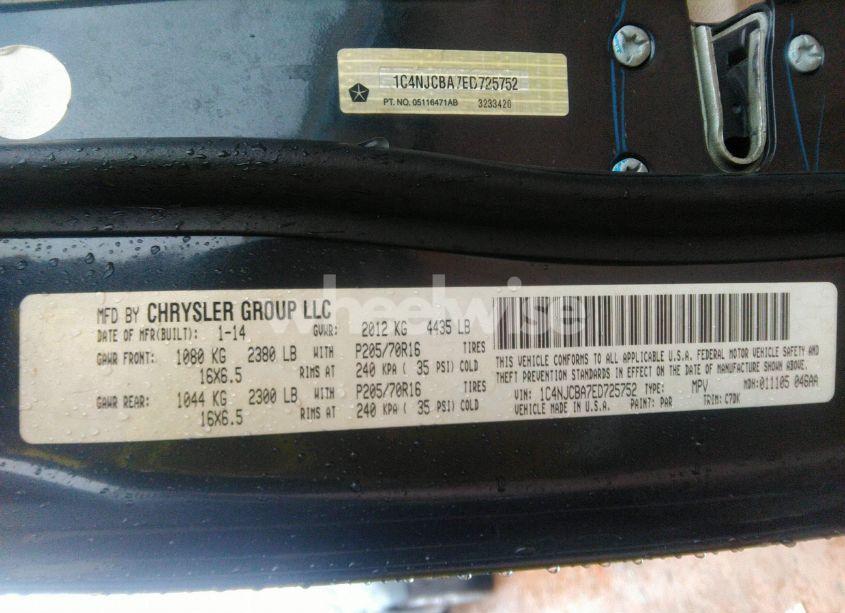 1C4NJCBA7ED725752
PT. NO. 05116471AB 3233420
wheelwise
MFD BY CHRYSLER GROUP LLC
DATE OF MFR(BUILT): 1-14 GVWR: 2012 KG 4435 LB
GAWR FRONT: 1080 KG 2380 LB WITH P205/70R16 TIRES
16X6.5 RIMS AT 240 KPA ( 35 PSI) COLD
GAWR REAR: 1044 KG 2300 LB WITH P205/70R16 TIRES
16X6.5 RIMS AT 240 KPA ( 35 PSI) COLD
THIS VEHICLE CONFORMS TO ALL APPLICABLE U.S.A. FEDERAL MOTOR VEHICLE SAFETY AND
THEFT PREVENTION STANDARDS IN EFFECT ON THE DATE OF MANUFACTURE SHOWN ABOVE.
VIN: 1C4NJCBA7ED725752 TYPE: MPV MDH: 011105 046AA
VEHICLE MADE IN U.S.A. PAINT: PAR TRIM: C7DK